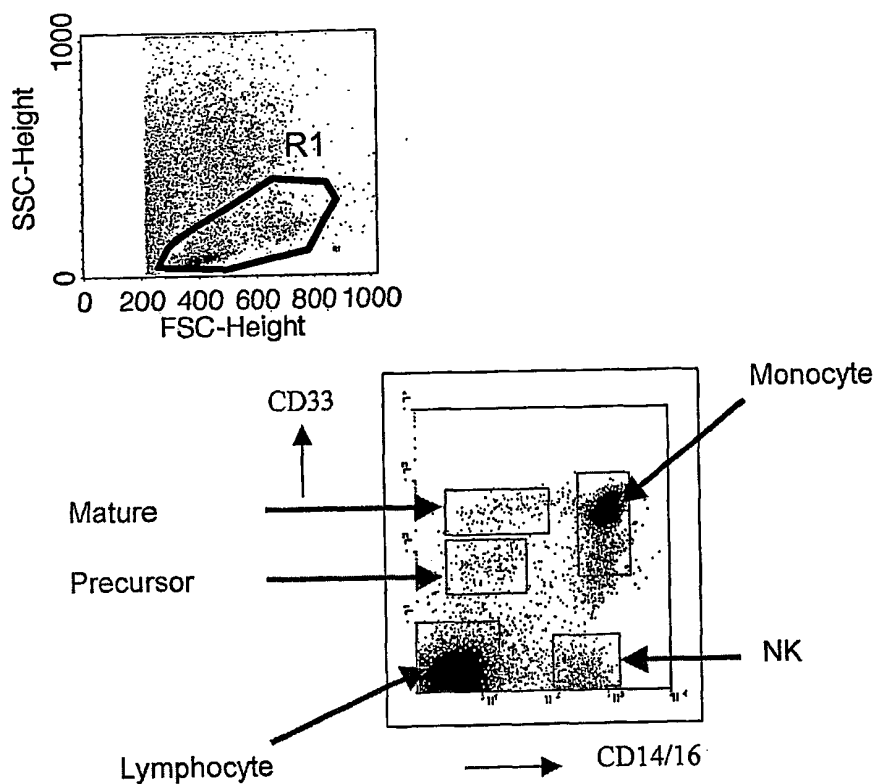 1000
SSC-Height
R1
0
0 200 400 600 800 1000
FSC-Height
Monocyte
CD33
Mature
Precursor
NK
Lymphocyte
CD14/16